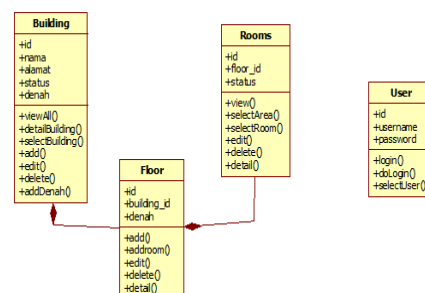 Building
+id
+nama
+alamat
+status
+denah
+viewAll()
+detailBuilding()
+selectBuilding()
+add()
+edit()
+delete()
+addDenah()
Floor
+id
+building_id
+denah
+add()
+addroom()
+edit()
+delete()
+detail()
Rooms
+id
+floor_id
+status
+view()
+selectArea()
+selectRoom()
+edit()
+delete()
+detail()
User
+id
+username
+password
+login()
+doLogin()
+selectUser()